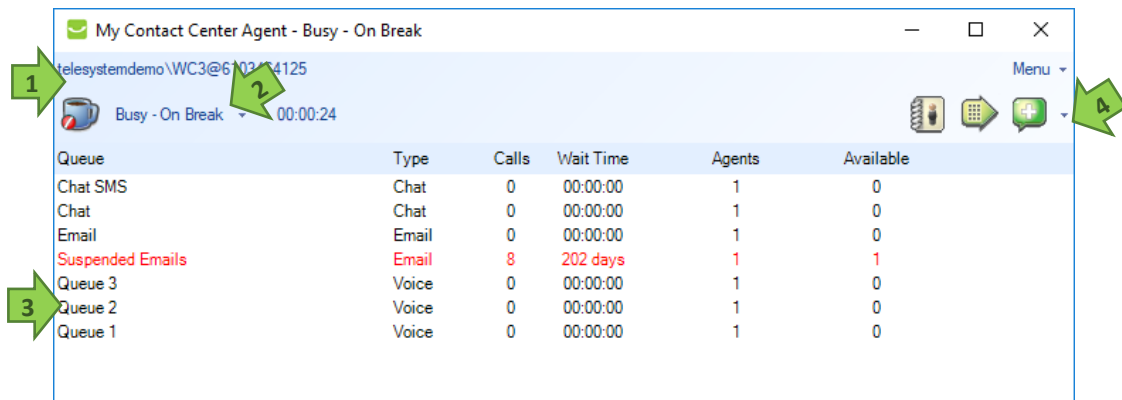 My Contact Center Agent - Busy - On Break
telesystemdemo\WC3@6 4125
Menu
1
2
4
Busy - On Break 00:00:24
Queue Type Calls Wait Time Agents Available
Chat SMS Chat 0 00:00:00 1 0
Chat Chat 0 00:00:00 1 0
Email Email 0 00:00:00 1 0
Suspended Emails Email 8 202 days 1 1
Queue 3 Voice 0 00:00:00 1 0
3
Queue 2 Voice 0 00:00:00 1 0
Queue 1 Voice 0 00:00:00 1 0